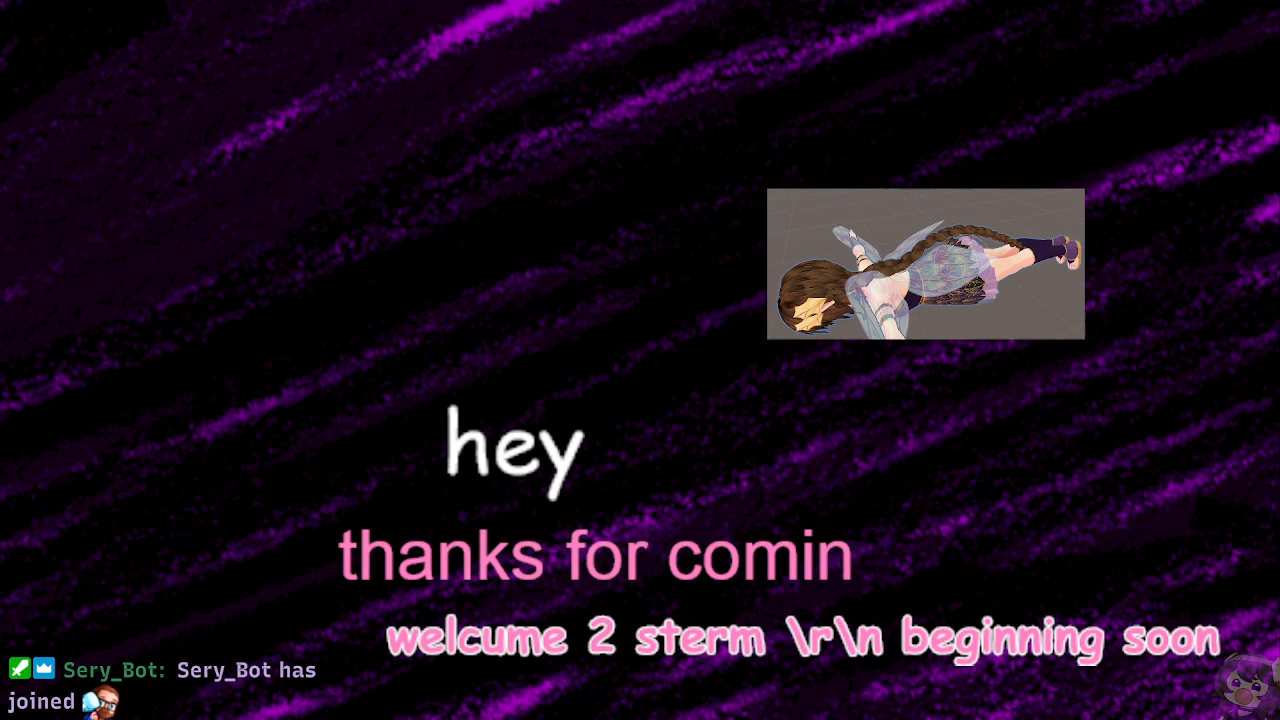 hey
thanks for comin
welcume 2 sterm \r\n beginning soon
Sery_Bot: Sery_Bot has
joined